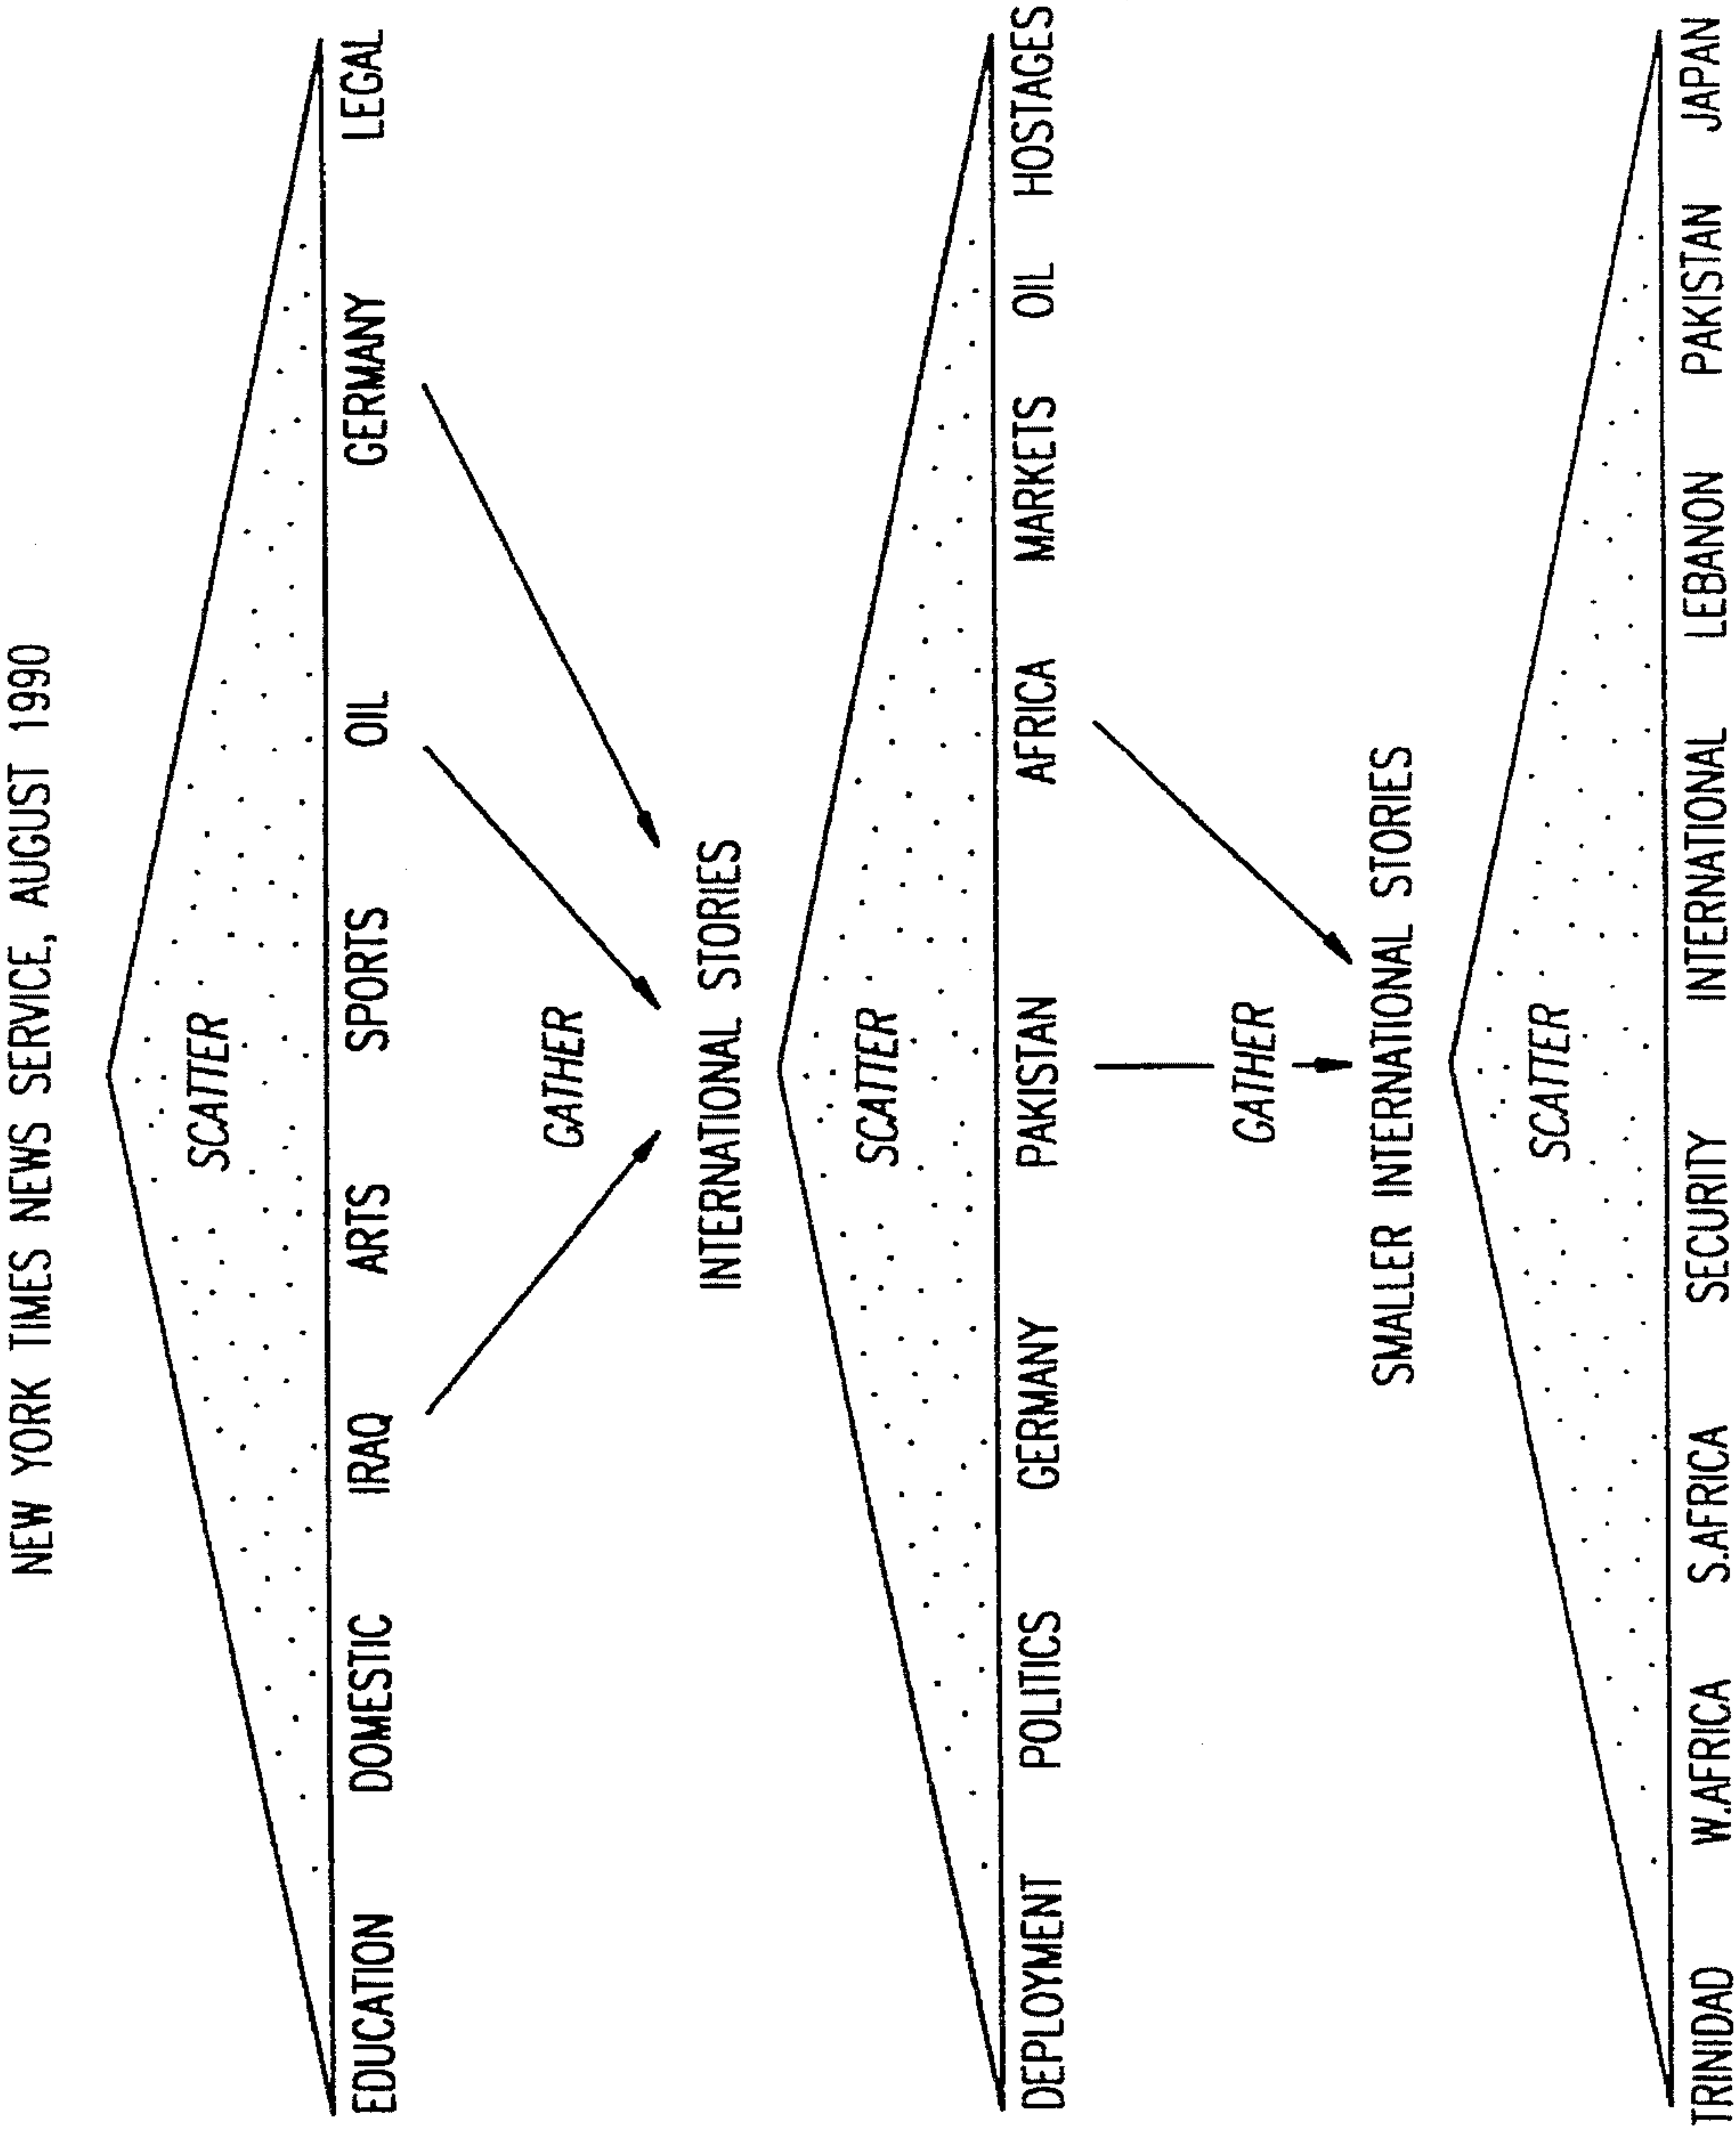 NEW YORK TIMES NEWS SERVICE, AUGUST 1990
SCATTER
EDUCATION DOMESTIC IRAQ ARTS SPORTS OIL GERMANY LEGAL
GATHER
INTERNATIONAL STORIES
SCATTER
DEPLOYMENT POLITICS GERMANY PAKISTAN AFRICA MARKETS OIL HOSTAGES
GATHER
SMALLER INTERNATIONAL STORIES
SCATTER
TRINIDAD W.AFRICA S.AFRICA SECURITY INTERNATIONAL LEBANON PAKISTAN JAPAN